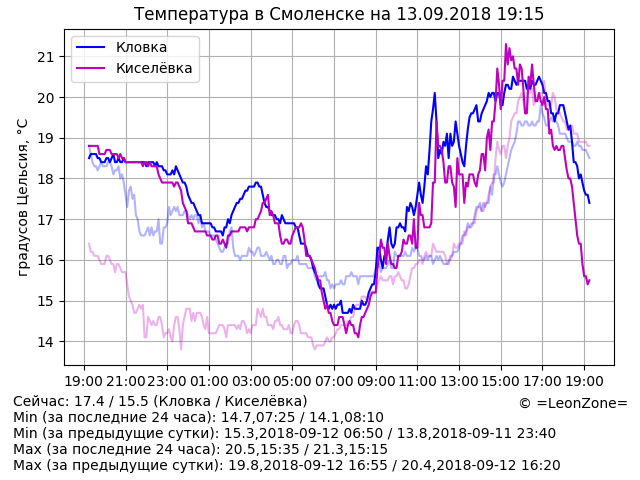 Температура в Смоленске на 13.09.2018 19:15
Кловка
Киселёвка
градусов Цельсия, °C
21
20
19
18
17
16
15
14
19:00 21:00 23:00 01:00 03:00 05:00 07:00 09:00 11:00 13:00 15:00 17:00 19:00
Сейчас: 17.4 / 15.5 (Кловка / Киселёвка)
© =LeonZone=
Min (за последние 24 часа): 14.7,07:25 / 14.1,08:10
Min (за предыдущие сутки): 15.3,2018-09-12 06:50 / 13.8,2018-09-11 23:40
Max (за последние 24 часа): 20.5,15:35 / 21.3,15:15
Max (за предыдущие сутки): 19.8,2018-09-12 16:55 / 20.4,2018-09-12 16:20